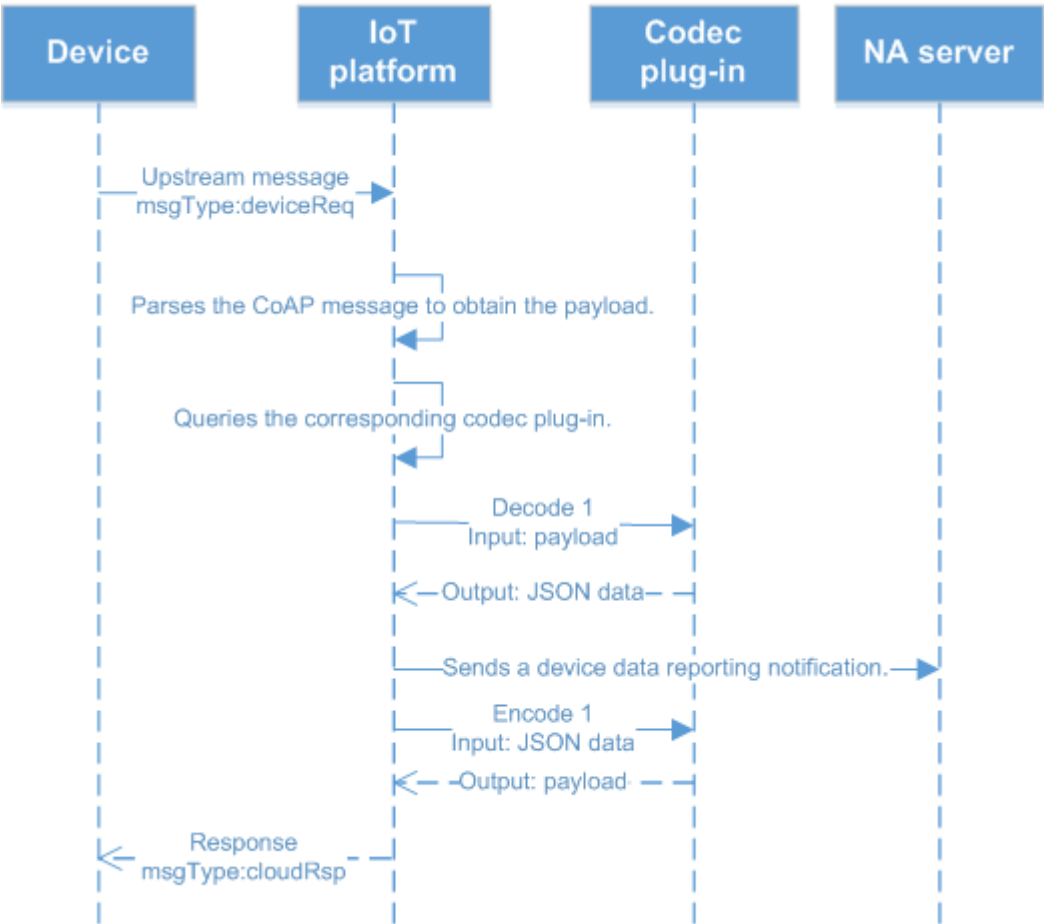 Device
IoT
platform
Codec
plug-in
NA server
Upstream message
msgType:deviceReq
Parses the CoAP message to obtain the payload.
Queries the corresponding codec plug-in.
Decode 1
Input: payload
Output: JSON data
Sends a device data reporting notification.
Encode 1
Input: JSON data
Output: payload
Response
msgType:cloudRsp